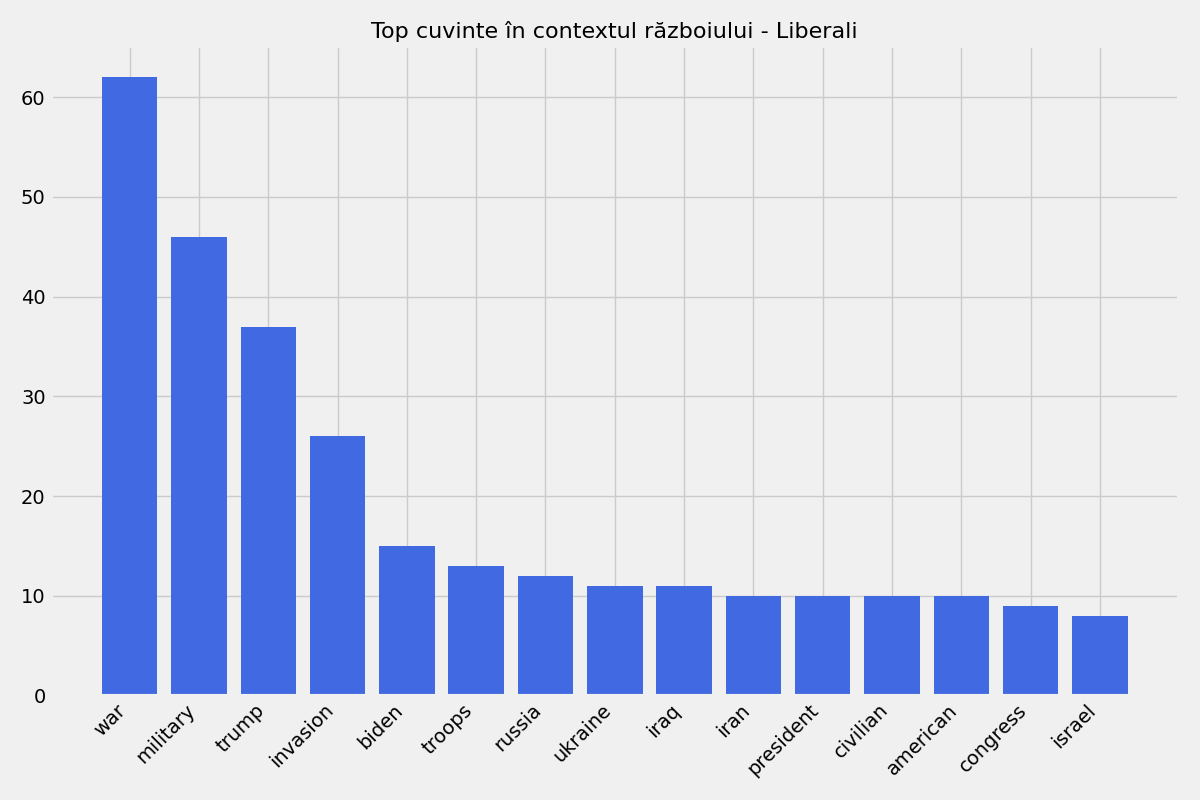 Top cuvinte în contextul războiului - Liberali
60
50
40
30
20
10
0
war
military
trump
invasion
biden
troops
russia
ukraine
iraq
iran
president
civilian
american
congress
israel